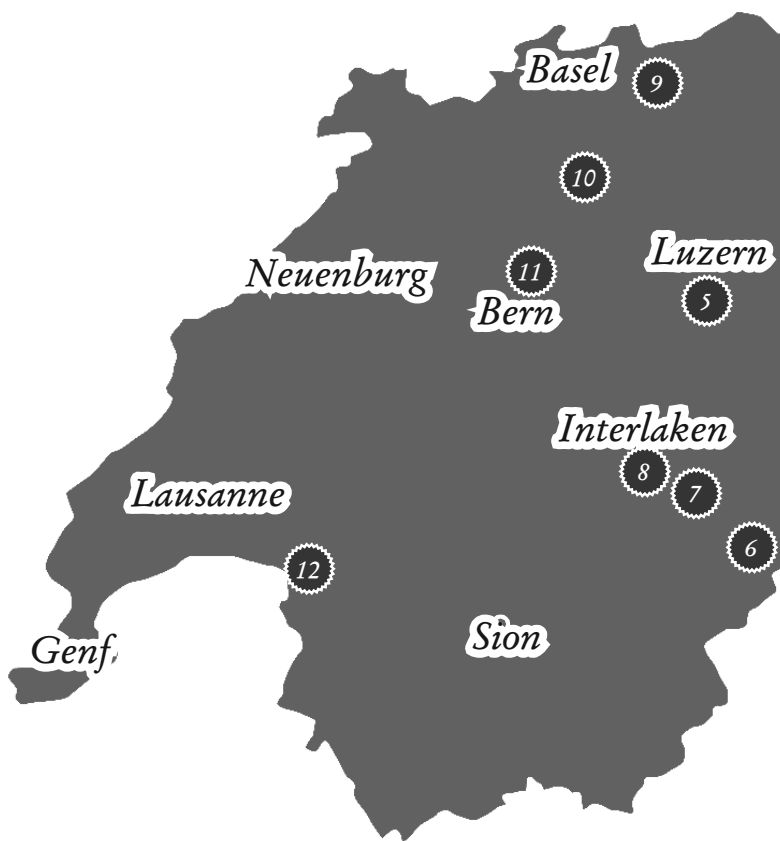 Basel
9
10
Neuenburg
11
Luzern
Bern
5
Interlaken
8
7
Lausanne
6
12
Sion
Genf